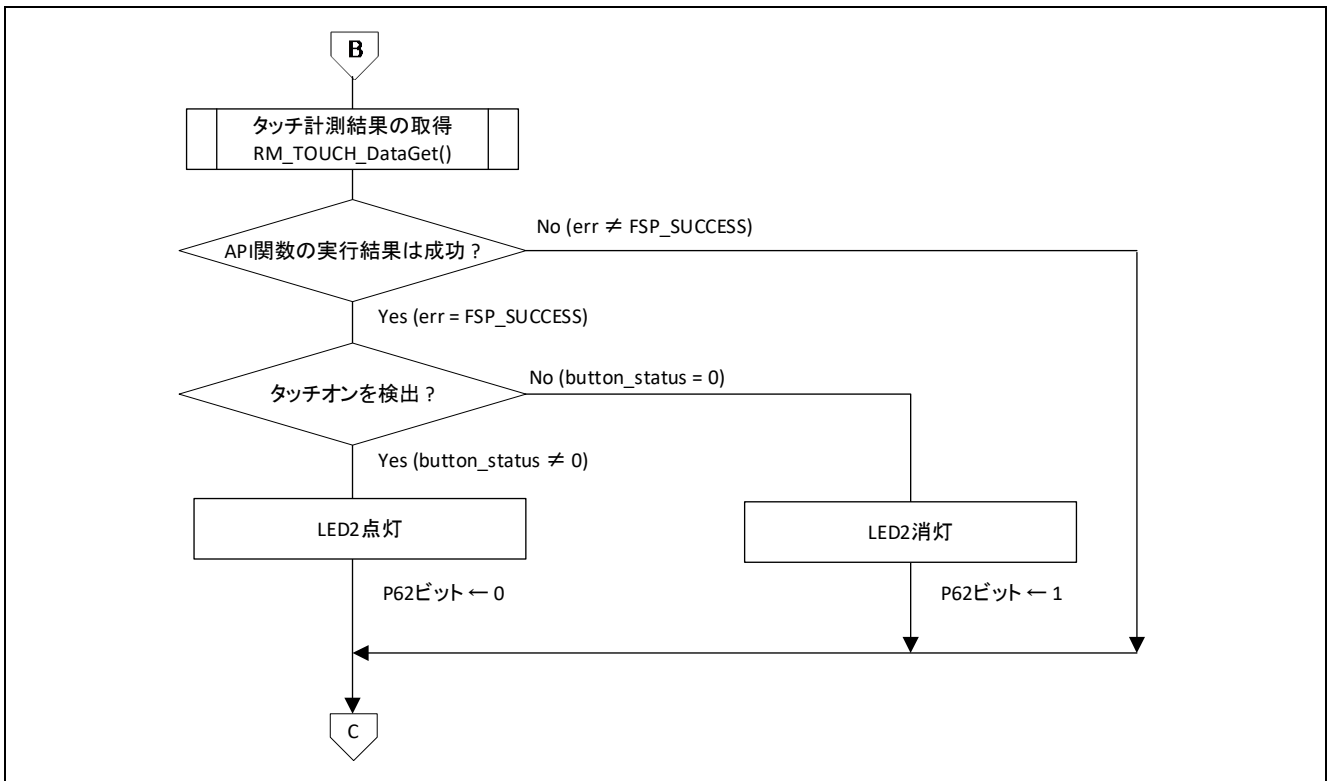 B
タッチ計測結果の取得
RM_TOUCH_DataGet()
No (err ≠ FSP_SUCCESS)
API関数の実行結果は成功 ?
Yes (err = FSP_SUCCESS)
No (button_status = 0)
タッチオンを検出 ?
Yes (button_status ≠ 0)
LED2点灯
LED2消灯
P62ビット ← 0
P62ビット ← 1
C